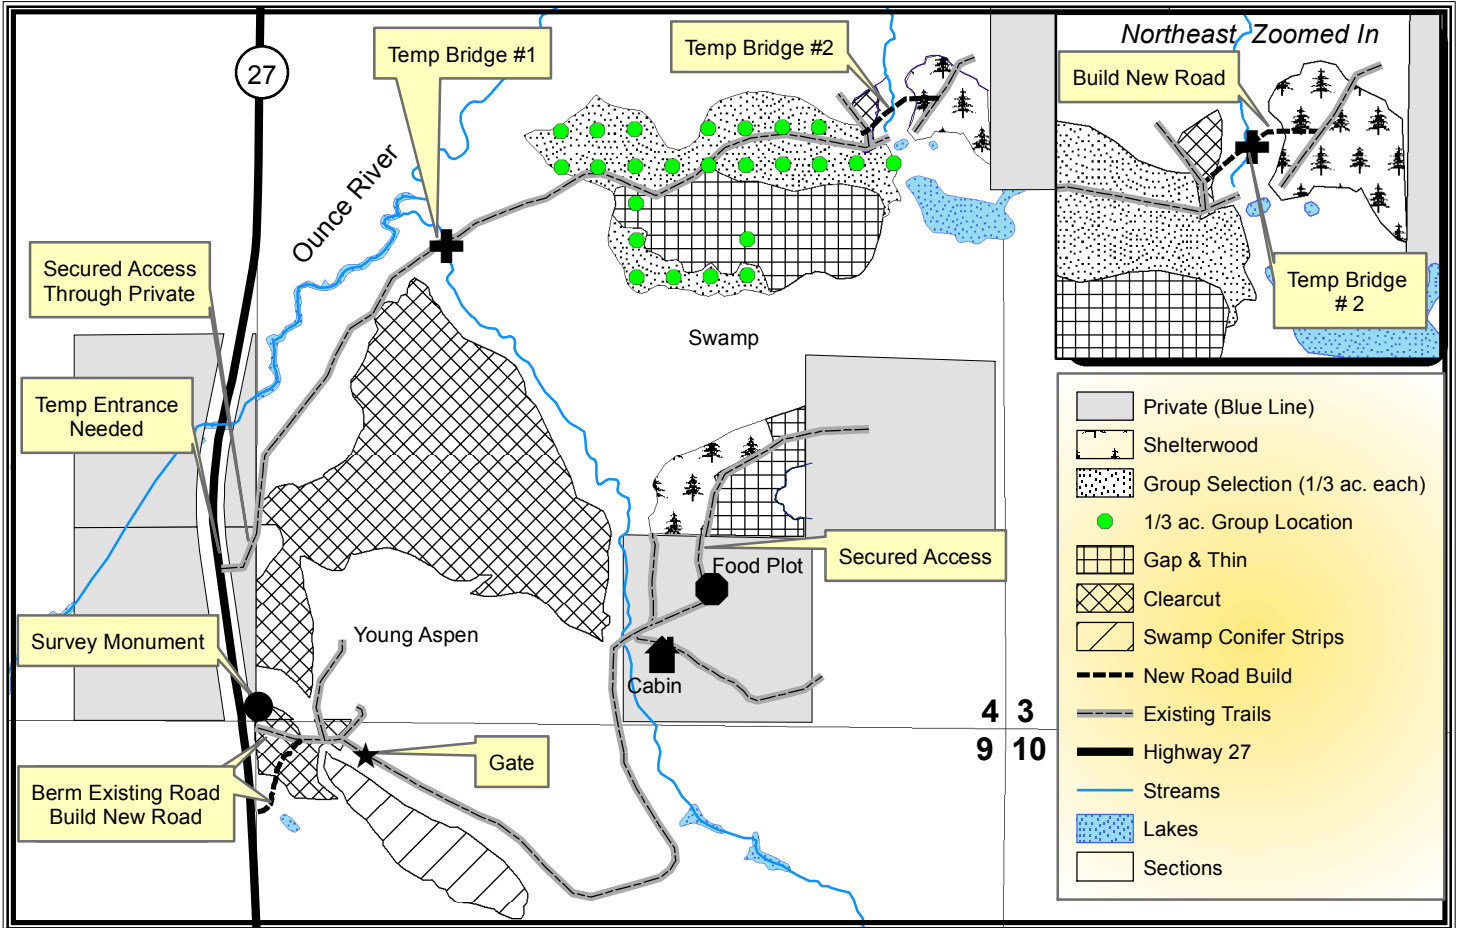 27
Temp Bridge #1
Temp Bridge #2
Northeast Zoomed In
Build New Road
Ounce River
Secured Access
Through Private
Temp Bridge
# 2
Swamp
Temp Entrance
Needed
Secured Access
Food Plot
Survey Monument
Young Aspen
Cabin
4 3
9 10
Gate
Berm Existing Road
Build New Road
Private (Blue Line)
Shelterwood
Group Selection (1/3 ac. each)
1/3 ac. Group Location
Gap & Thin
Clearcut
Swamp Conifer Strips
New Road Build
Existing Trails
Highway 27
Streams
Lakes
Sections